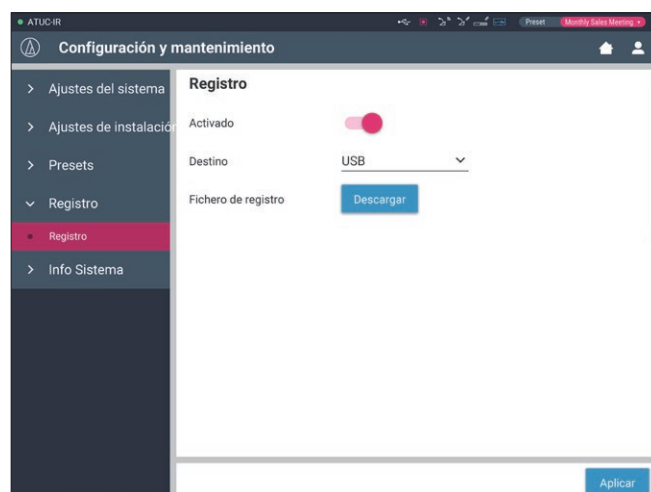 ATUC-IR
Preset
Monthly Sales Meeting
Configuración y mantenimiento
Ajustes del sistema
Ajustes de instalación
Presets
Registro
Registro
Info Sistema
Registro
Activado
Destino
USB
Fichero de registro
Descargar
Aplicar